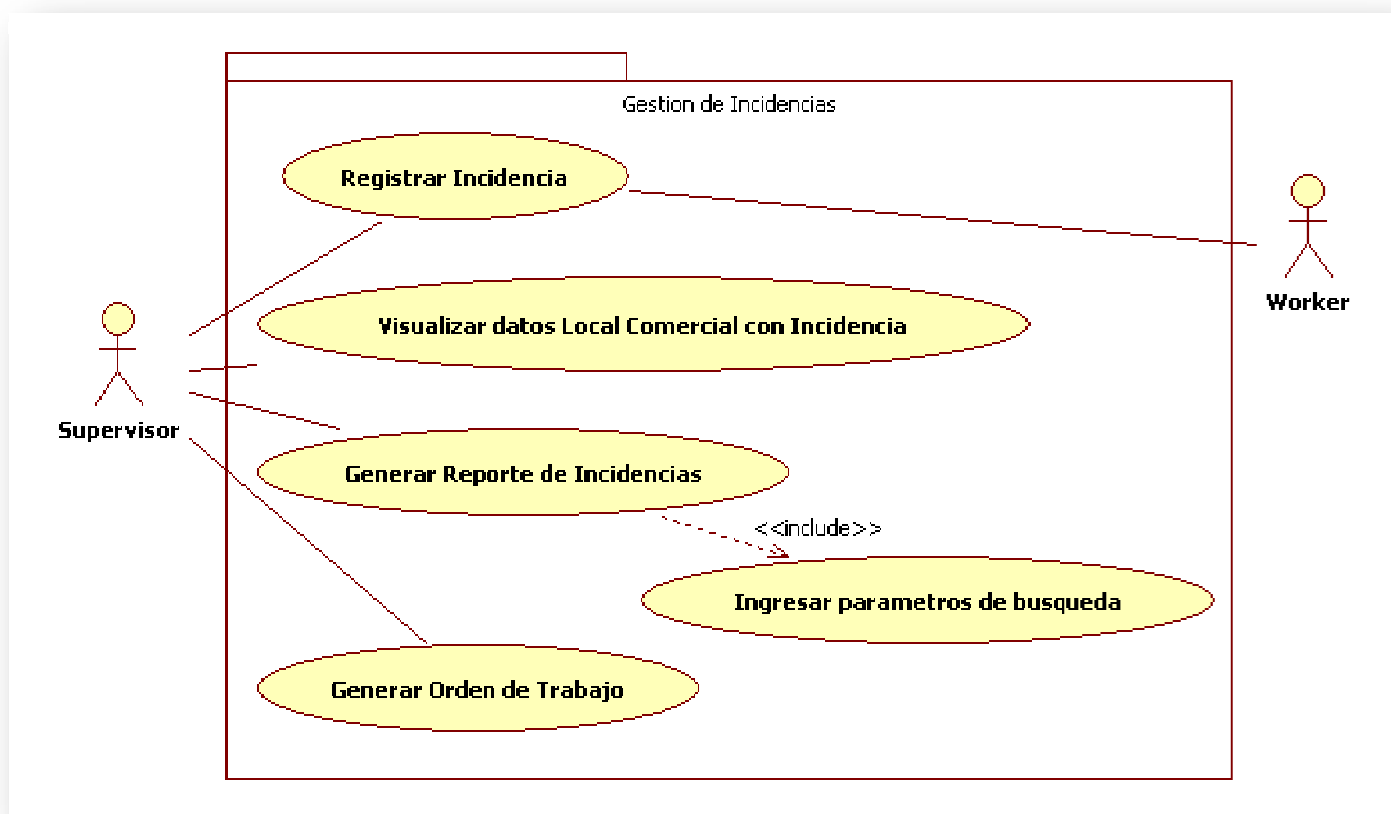 Gestion de Incidencias
Registrar Incidencia
Worker
Visualizar datos Local Comercial con Incidencia
Supervisor
Generar Reporte de Incidencias
<<include>>
Ingresar parametros de busqueda
Generar Orden de Trabajo